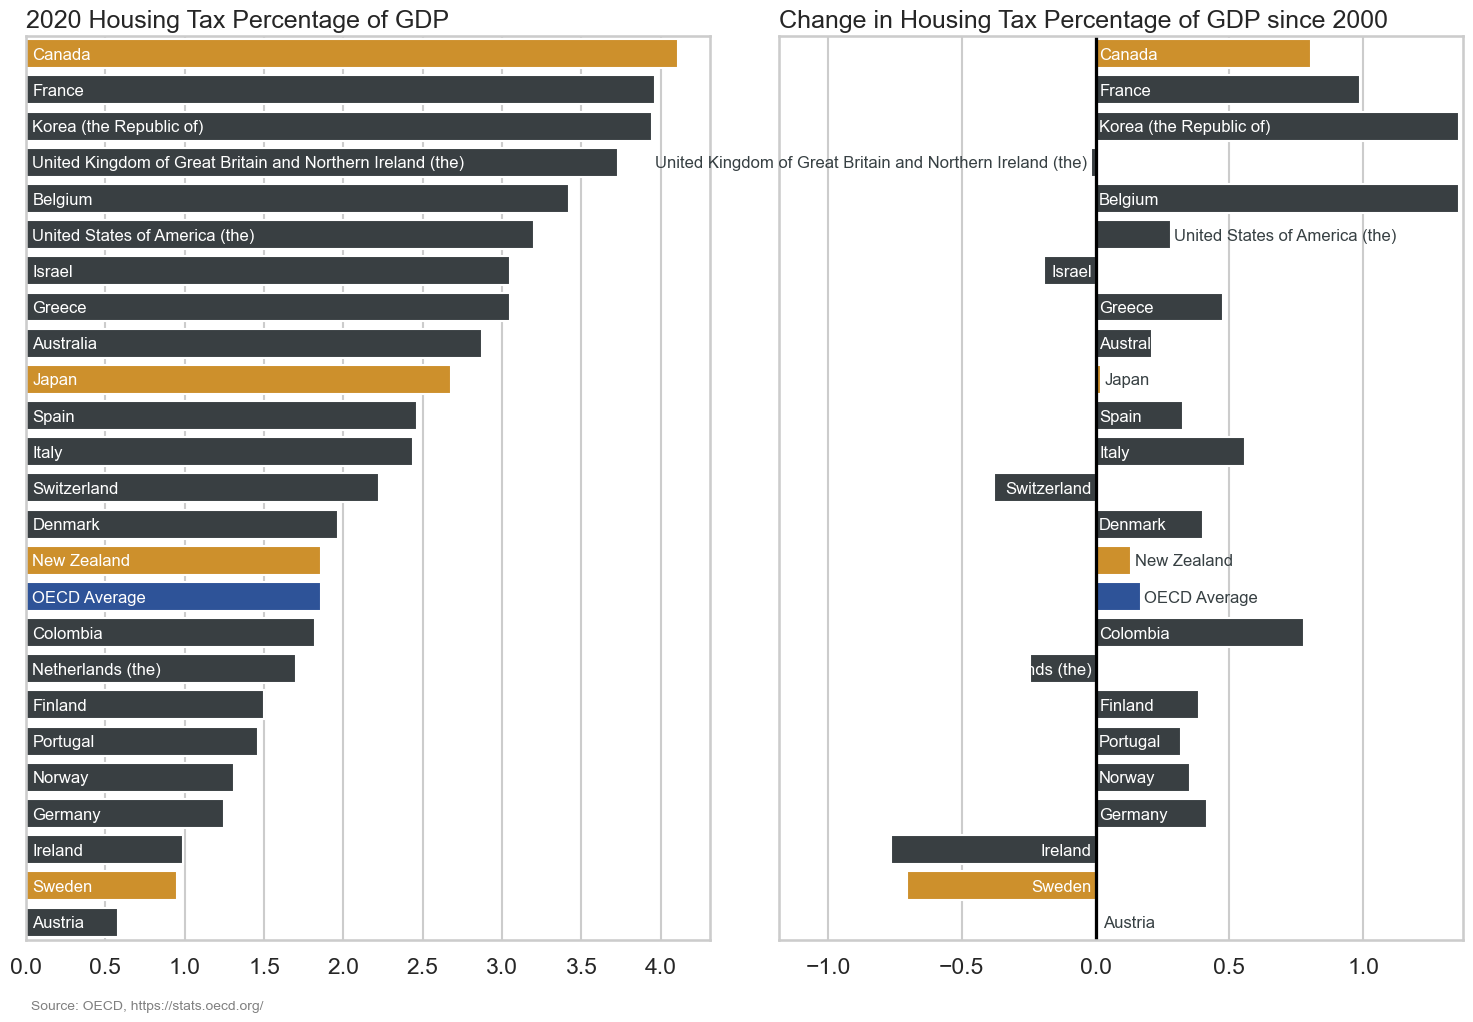 2020 Housing Tax Percentage of GDP
Canada
France
Korea (the Republic of)
United Kingdom of Great Britain and Northern Ireland (the)
Belgium
United States of America (the)
Israel
Greece
Australia
Japan
Spain
Italy
Switzerland
Denmark
New Zealand
OECD Average
Colombia
Netherlands (the)
Finland
Portugal
Norway
Germany
Ireland
Sweden
Austria
0.0 0.5 1.0 1.5 2.0 2.5 3.0 3.5 4.0
Change in Housing Tax Percentage of GDP since 2000
Canada
France
Korea (the Republic of)
United Kingdom of Great Britain and Northern Ireland (the)
Belgium
United States of America (the)
Israel
Greece
Austral
Japan
Spain
Italy
Switzerland
Denmark
New Zealand
OECD Average
Colombia
nds (the)
Finland
Portugal
Norway
Germany
Ireland
Sweden
Austria
−1.0 −0.5 0.0 0.5 1.0
Source: OECD, https://stats.oecd.org/